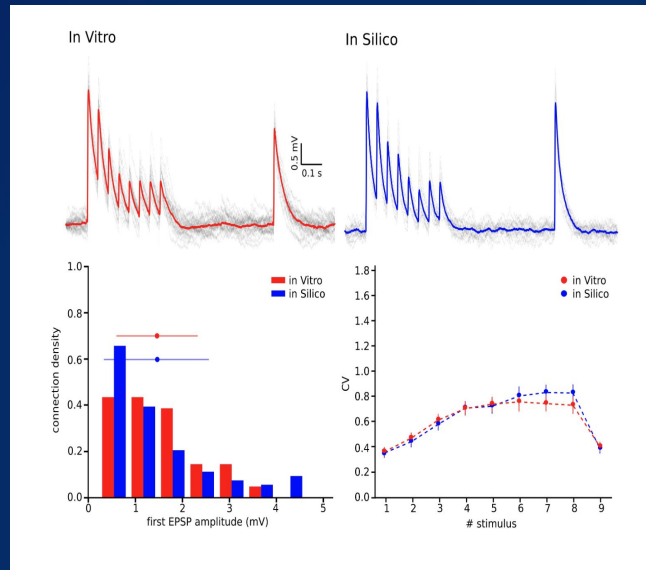 In Vitro
In Silico
0.5 mV
0.1 s
1.0
0.8
0.6
0.4
0.2
0.0
connection density
in Vitro
in Silico
0 1 2 3 4 5
first EPSP amplitude (mV)
1.8
1.6
1.4
1.2
1.0
0.8
0.6
0.4
0.2
0.0
CV
in Vitro
in Silico
1 2 3 4 5 6 7 8 9
# stimulus